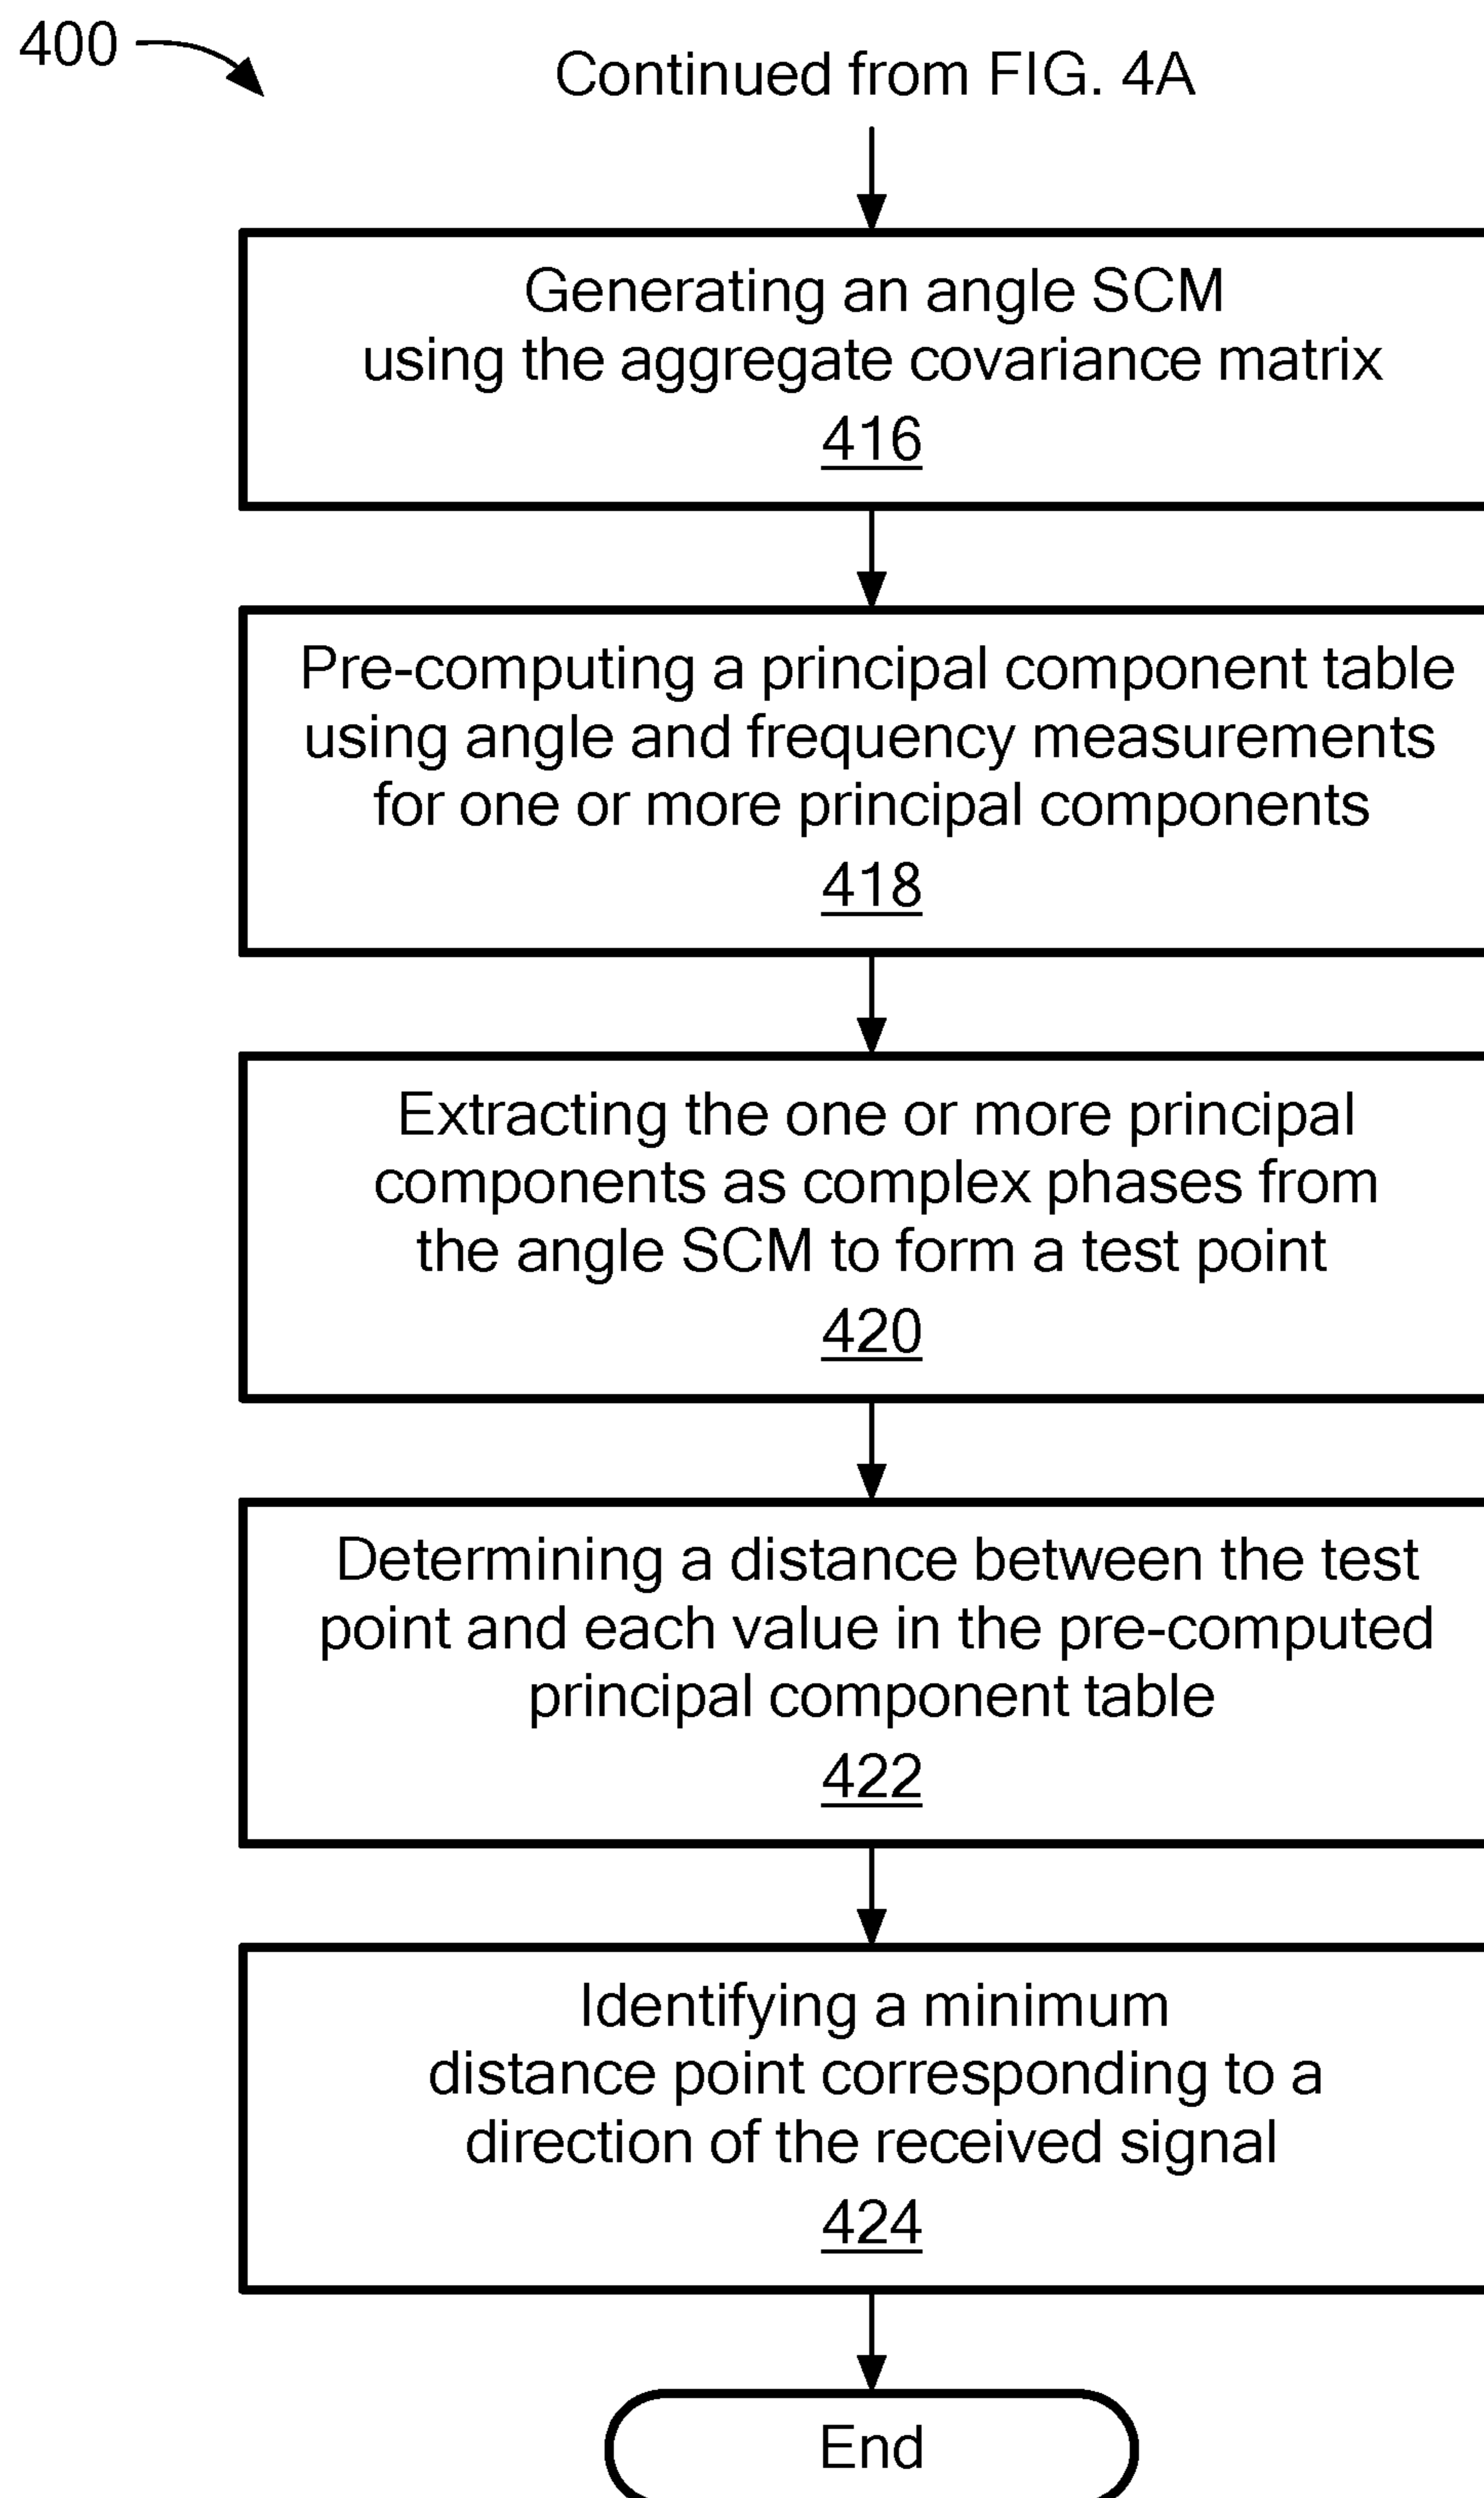 400
Continued from FIG. 4A
Generating an angle SCM
using the aggregate covariance matrix
416
Pre-computing a principal component table
using angle and frequency measurements
for one or more principal components
418
Extracting the one or more principal
components as complex phases from
the angle SCM to form a test point
420
Determining a distance between the test
point and each value in the pre-computed
principal component table
422
Identifying a minimum
distance point corresponding to a
direction of the received signal
424
End